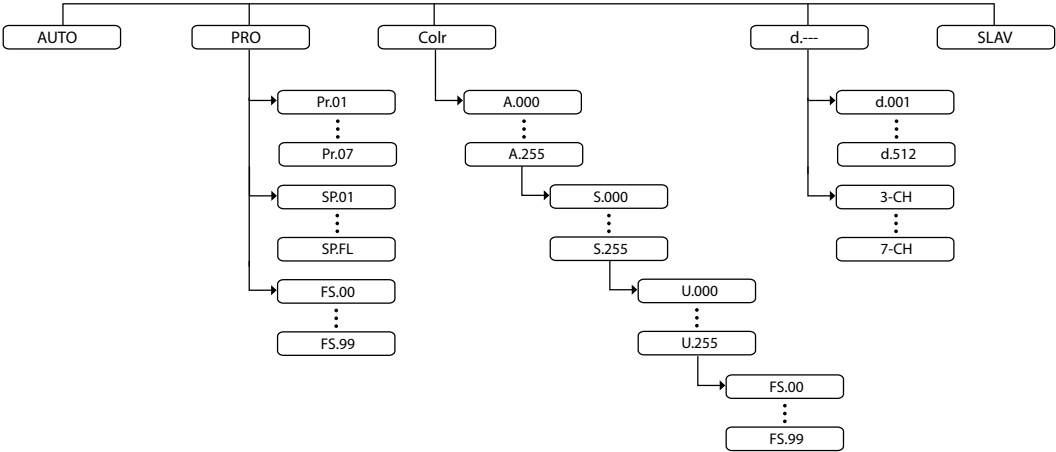 AUTO
PRO
Colr
d.---
SLAV
Pr.01
Pr.07
SP.01
SP.FL
FS.00
FS.99
A.000
A.255
S.000
S.255
U.000
U.255
FS.00
FS.99
d.001
d.512
3-CH
7-CH